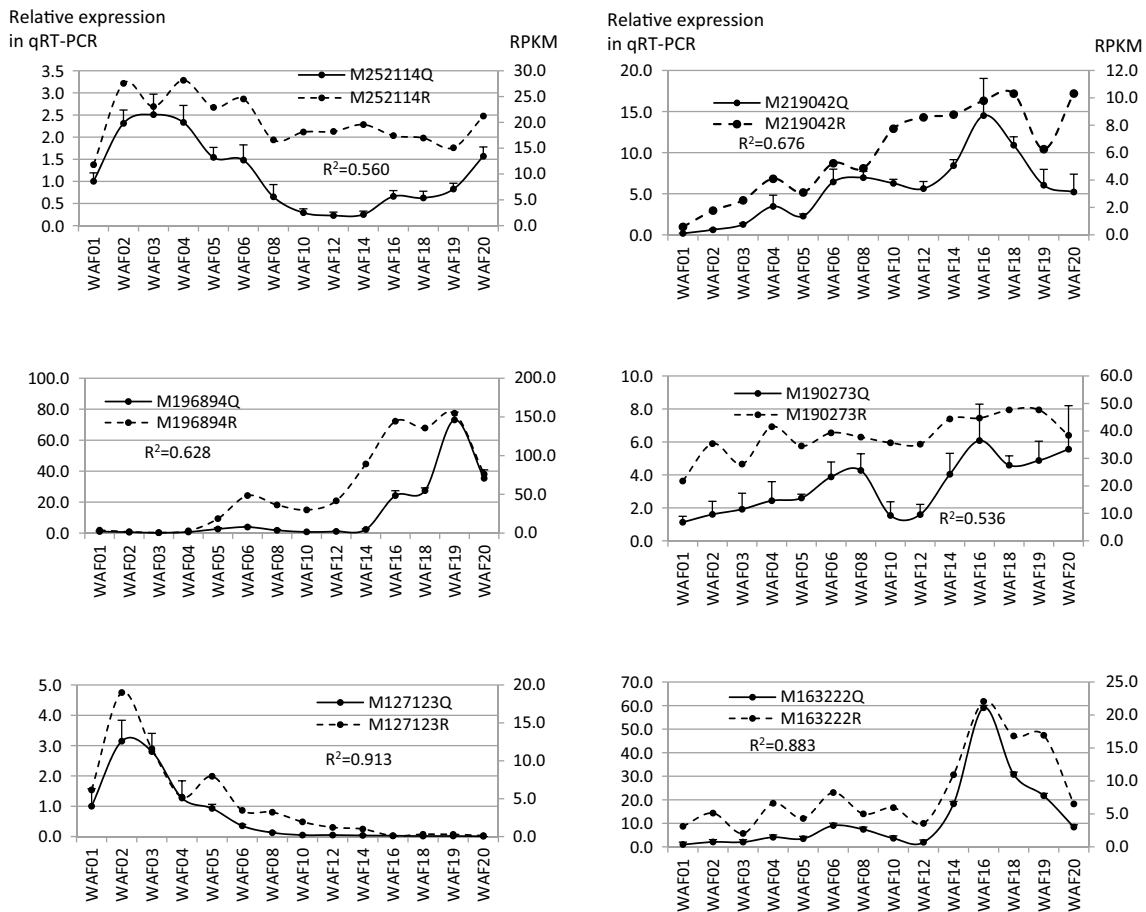 Relative expression
in qRT-PCR
RPKM
3.5
3.0
2.5
2.0
1.5
1.0
0.5
0.0
30.0
25.0
20.0
15.0
10.0
5.0
0.0
M252114Q
M252114R
R²=0.560
WAF01 WAF02 WAF03 WAF04 WAF05 WAF06 WAF08 WAF10 WAF12 WAF14 WAF16 WAF18 WAF19 WAF20
Relative expression
in qRT-PCR
RPKM
20.0
15.0
10.0
5.0
0.0
12.0
10.0
8.0
6.0
4.0
2.0
0.0
M219042Q
M219042R
R²=0.676
WAF01 WAF02 WAF03 WAF04 WAF05 WAF06 WAF08 WAF10 WAF12 WAF14 WAF16 WAF18 WAF19 WAF20
100.0
80.0
60.0
40.0
20.0
0.0
200.0
150.0
100.0
50.0
0.0
M196894Q
M196894R
R²=0.628
WAF01 WAF02 WAF03 WAF04 WAF05 WAF06 WAF08 WAF10 WAF12 WAF14 WAF16 WAF18 WAF19 WAF20
10.0
8.0
6.0
4.0
2.0
0.0
60.0
50.0
40.0
30.0
20.0
10.0
0.0
M190273Q
M190273R
R²=0.536
WAF01 WAF02 WAF03 WAF04 WAF05 WAF06 WAF08 WAF10 WAF12 WAF14 WAF16 WAF18 WAF19 WAF20
5.0
4.0
3.0
2.0
1.0
0.0
20.0
15.0
10.0
5.0
0.0
M127123Q
M127123R
R²=0.913
WAF01 WAF02 WAF03 WAF04 WAF05 WAF06 WAF08 WAF10 WAF12 WAF14 WAF16 WAF18 WAF19 WAF20
70.0
60.0
50.0
40.0
30.0
20.0
10.0
0.0
25.0
20.0
15.0
10.0
5.0
0.0
M163222Q
M163222R
R²=0.883
WAF01 WAF02 WAF03 WAF04 WAF05 WAF06 WAF08 WAF10 WAF12 WAF14 WAF16 WAF18 WAF19 WAF20